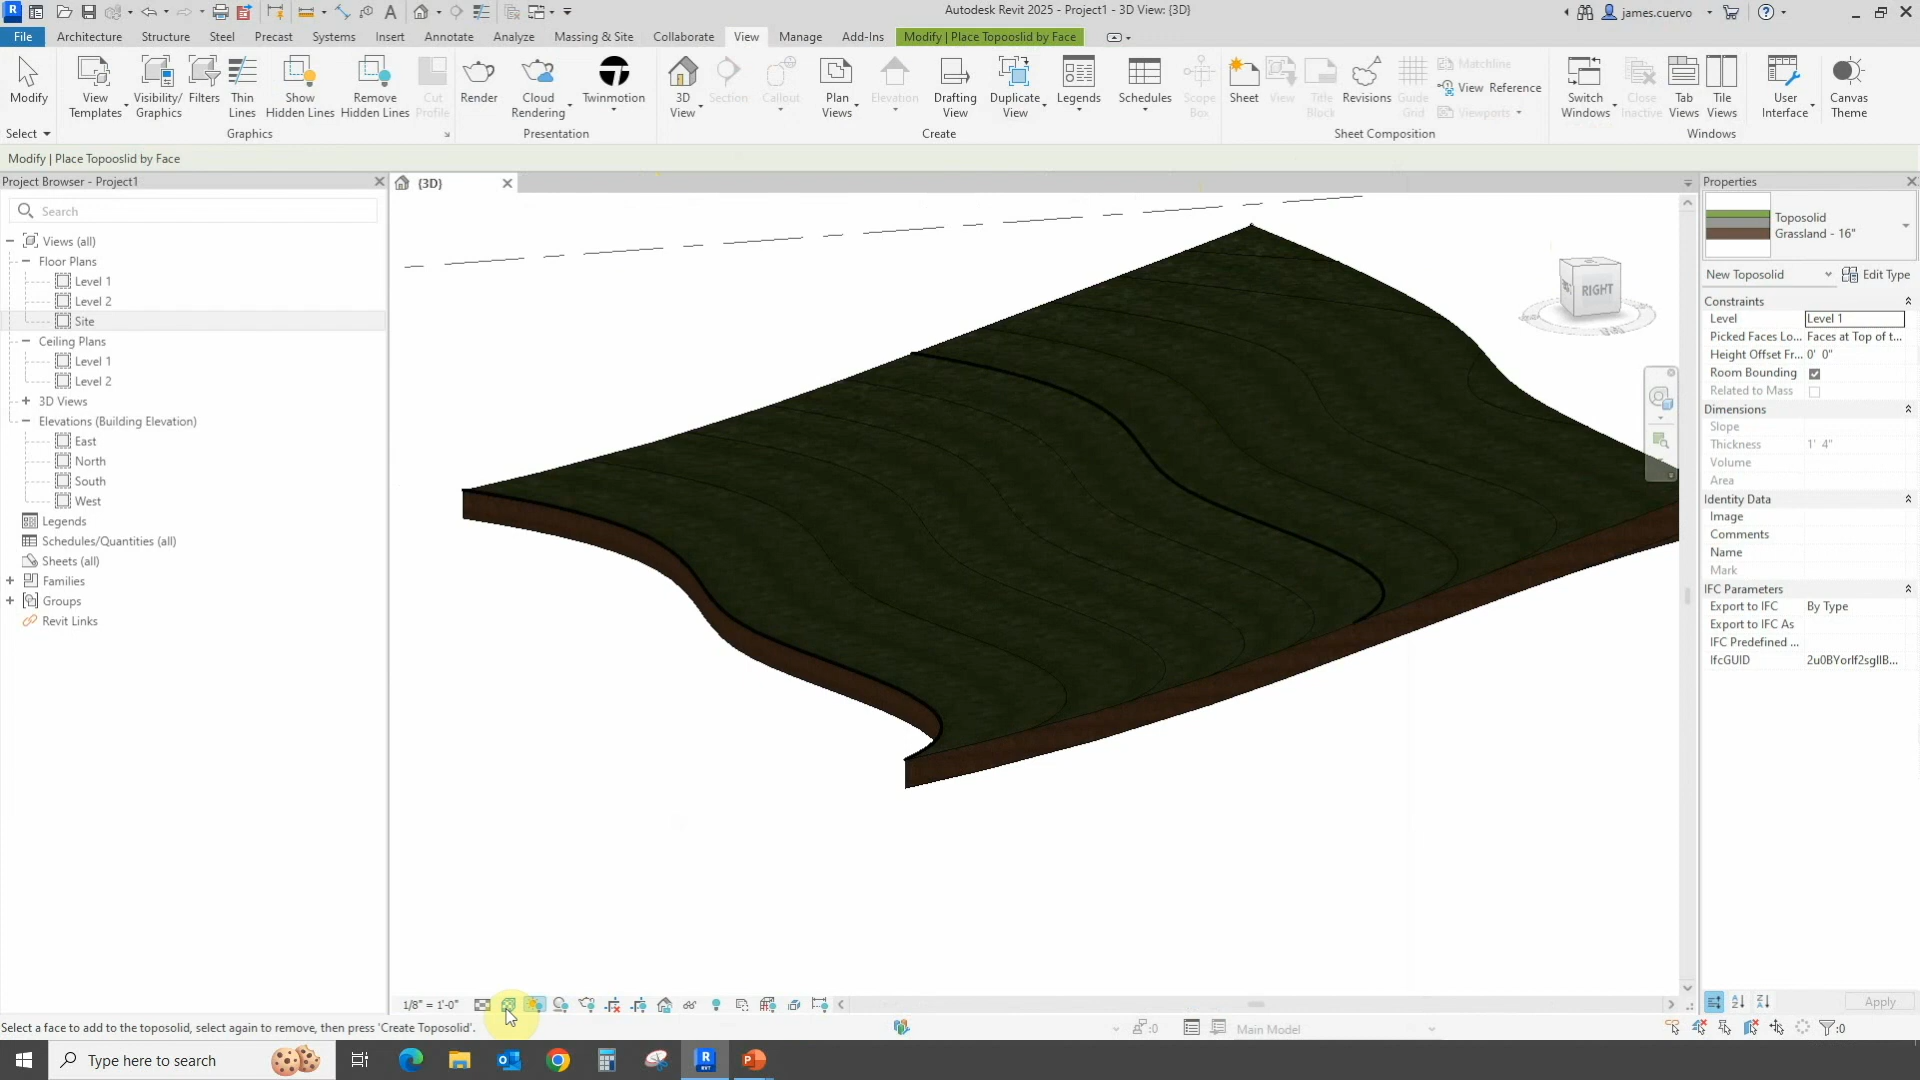 Autodesk Revit 2025 - Project1 - 3D View: {3D}
james.cuervo
File Architecture Structure Steel Precast Systems Insert Annotate Analyze Massing & Site Collaborate View Manage Add-Ins Modify | Place Topooslid by Face
Modify
View Templates
Visibility/ Graphics
Filters
Thin Lines
Show Hidden Lines
Remove Hidden Lines
Cut Profile
Render
Cloud Rendering
Twinmotion
3D View
Section
Callout
Plan Views
Elevation
Drafting View
Duplicate View
Legends
Schedules
Scope Box
Sheet
View
Title Block
Revisions
Guide Grid
Matchline
View Reference
Viewports
Switch Windows
Close Inactive
Tab Views
Tile Views
User Interface
Canvas Theme
Select Graphics Presentation Create Sheet Composition Windows
Modify | Place Topooslid by Face
Project Browser - Project1
Search
Views (all)
Floor Plans
Level 1
Level 2
Site
Ceiling Plans
Level 1
Level 2
3D Views
Elevations (Building Elevation)
East
North
South
West
Legends
Schedules/Quantities (all)
Sheets (all)
Families
Groups
Revit Links
{3D}
RIGHT
Properties
Toposolid
Grassland - 16"
New Toposolid Edit Type
Constraints
Level Level 1
Picked Faces Lo... Faces at Top of t...
Height Offset Fr... 0' 0"
Room Bounding
Related to Mass
Dimensions
Slope
Thickness 1' 4"
Volume
Area
Identity Data
Image
Comments
Name
Mark
IFC Parameters
Export to IFC By Type
Export to IFC As
IFC Predefined ...
IfcGUID 2u0BYorlf2sgllB...
Apply
1/8" = 1'-0"
Select a face to add to the toposolid, select again to remove, then press 'Create Toposolid'.
:0
Main Model
:0
Type here to search